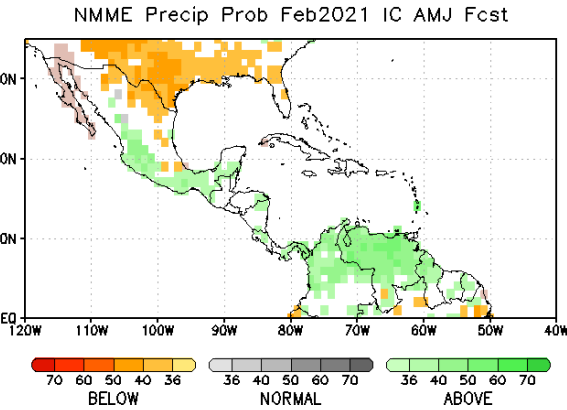 NMME Precip Prob Feb2021 IC AMJ Fcst
0N
0N
0N
EQ
120W 110W 100W 90W 80W 70W 60W 50W 40W
70 60 50 40 36 36 40 50 60 70 36 40 50 60 70
BELOW NORMAL ABOVE